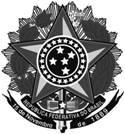 REPÚBLICA FEDERATIVA DO BRASIL
15 de Novembro de 1889